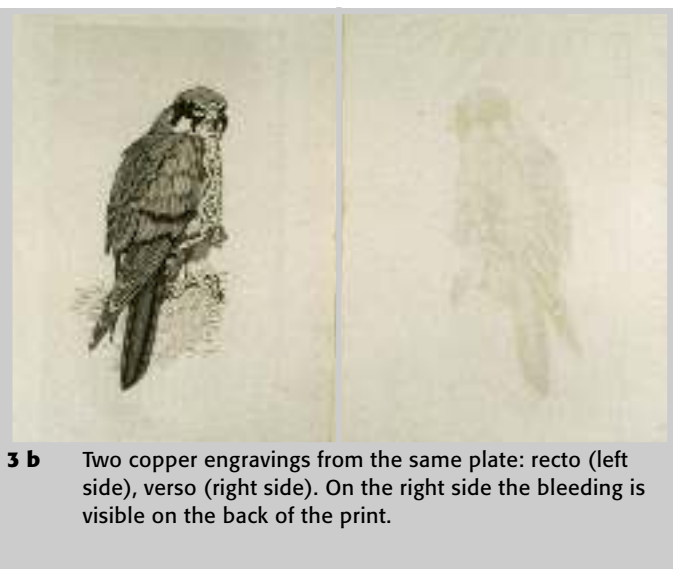 3 b Two copper engravings from the same plate: recto (left
side), verso (right side). On the right side the bleeding is
visible on the back of the print.